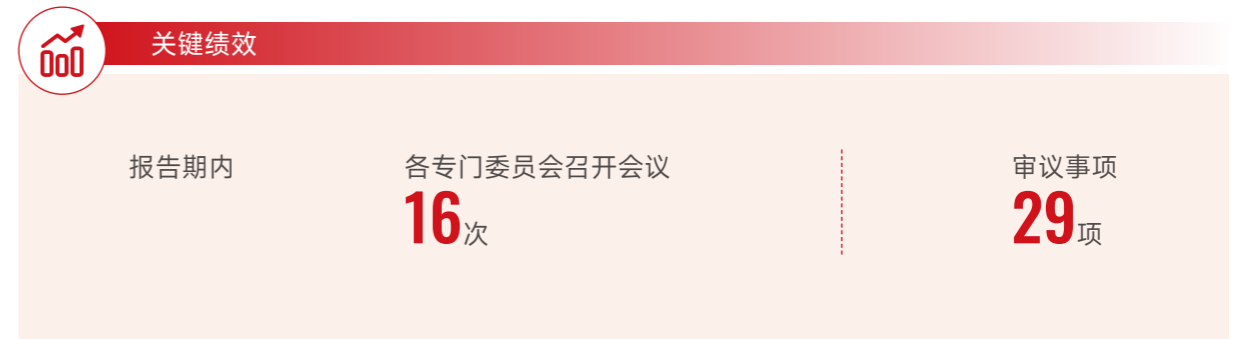 关键绩效
报告期内
各专门委员会召开会议
16次
审议事项
29项